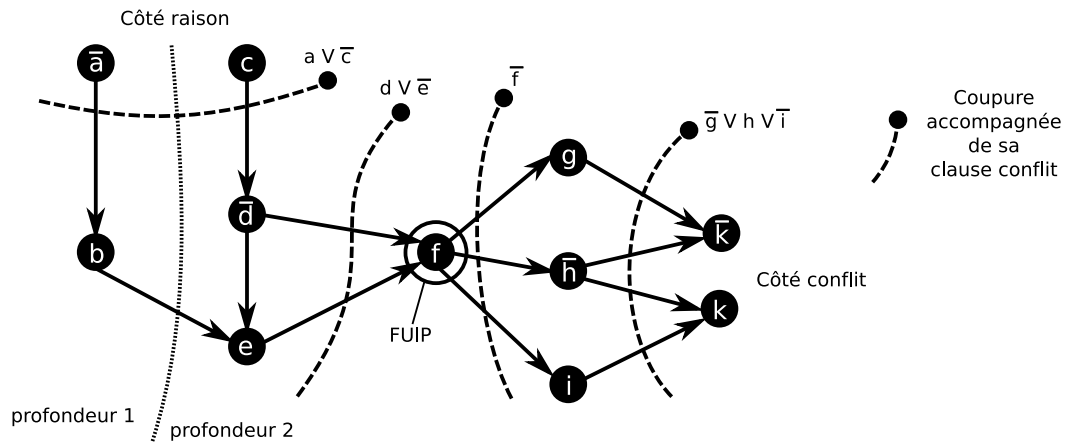 Côté raison
a̅
c
a V c̅
d V e̅
f̅
g̅ V h V i̅
Coupure
accompagnée
de sa
clause conflit
g
d̅
b
f
h̅
k̅
Côté conflit
k
FUIP
e
i
profondeur 1
profondeur 2